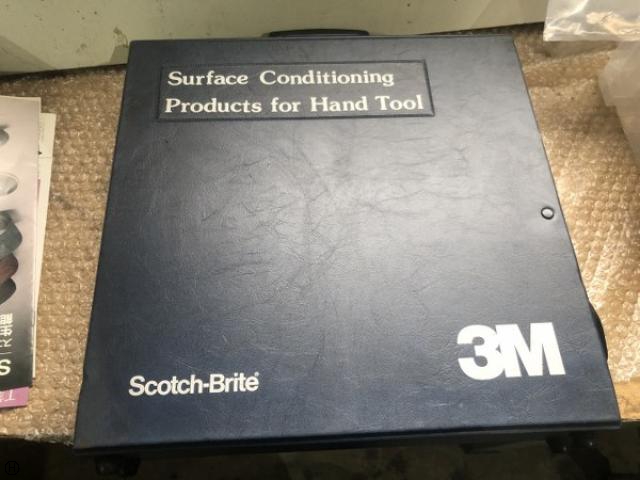 Surface Conditioning
Products for Hand Tool
Scotch-Brite®
3M